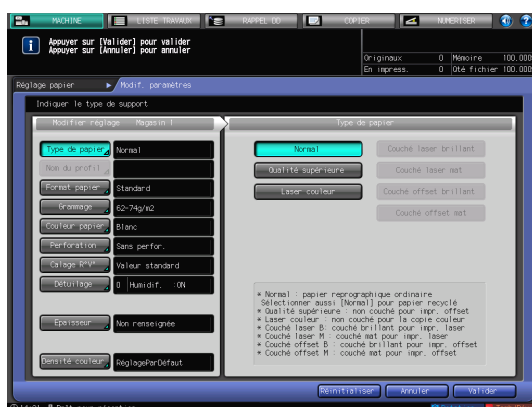 MACHINE LISTE TRAVAUX RAPPEL DD COPIER NUMERISER
Appuyer sur [Valider] pour valider
Appuyer sur [Annuler] pour annuler
Originaux 0 Mémoire 100.000
En impress. 0 Qté fichier 100.000
Réglage papier Modif. paramètres
Indiquer le type de support
Modifier réglage Magasin 1
Type de papier
Type de papier Normal
Nom du profil
Format papier Standard
Grammage 62-74g/m2
Couleur papier Blanc
Perforation Sans perfor.
Calage R°V° Valeur standard
Détuilage 0 Humidif. :ON
Epaisseur Non renseignée
Densité couleur RéglageParDéfaut
Normal Couché laser brillant
Qualité supérieure Couché laser mat
Laser couleur Couché offset brillant
Couché offset mat
* Normal : papier reprographique ordinaire
Sélectionner aussi [Normal] pour papier recyclé
* Qualité supérieure : non couché pour impr. offset
* Laser couleur : non couché pour la copie couleur
* Couché laser B: couché brillant pour impr. laser
* Couché laser M : couché mat pour impr. laser
* Couché offset B : couché brillant pour impr. offset
* Couché offset M : couché mat pour impr. offset
Réinitialiser Annuler Valider